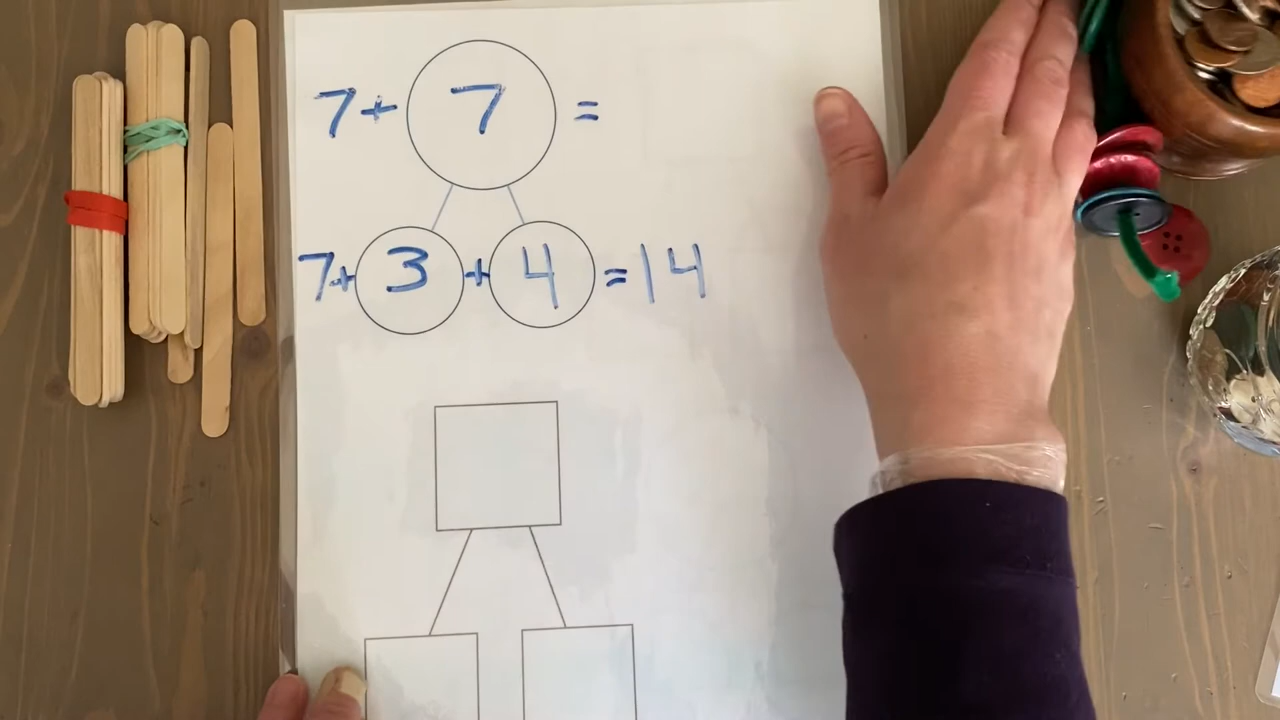 7+ 7 =
7+ 3 + 4 =14